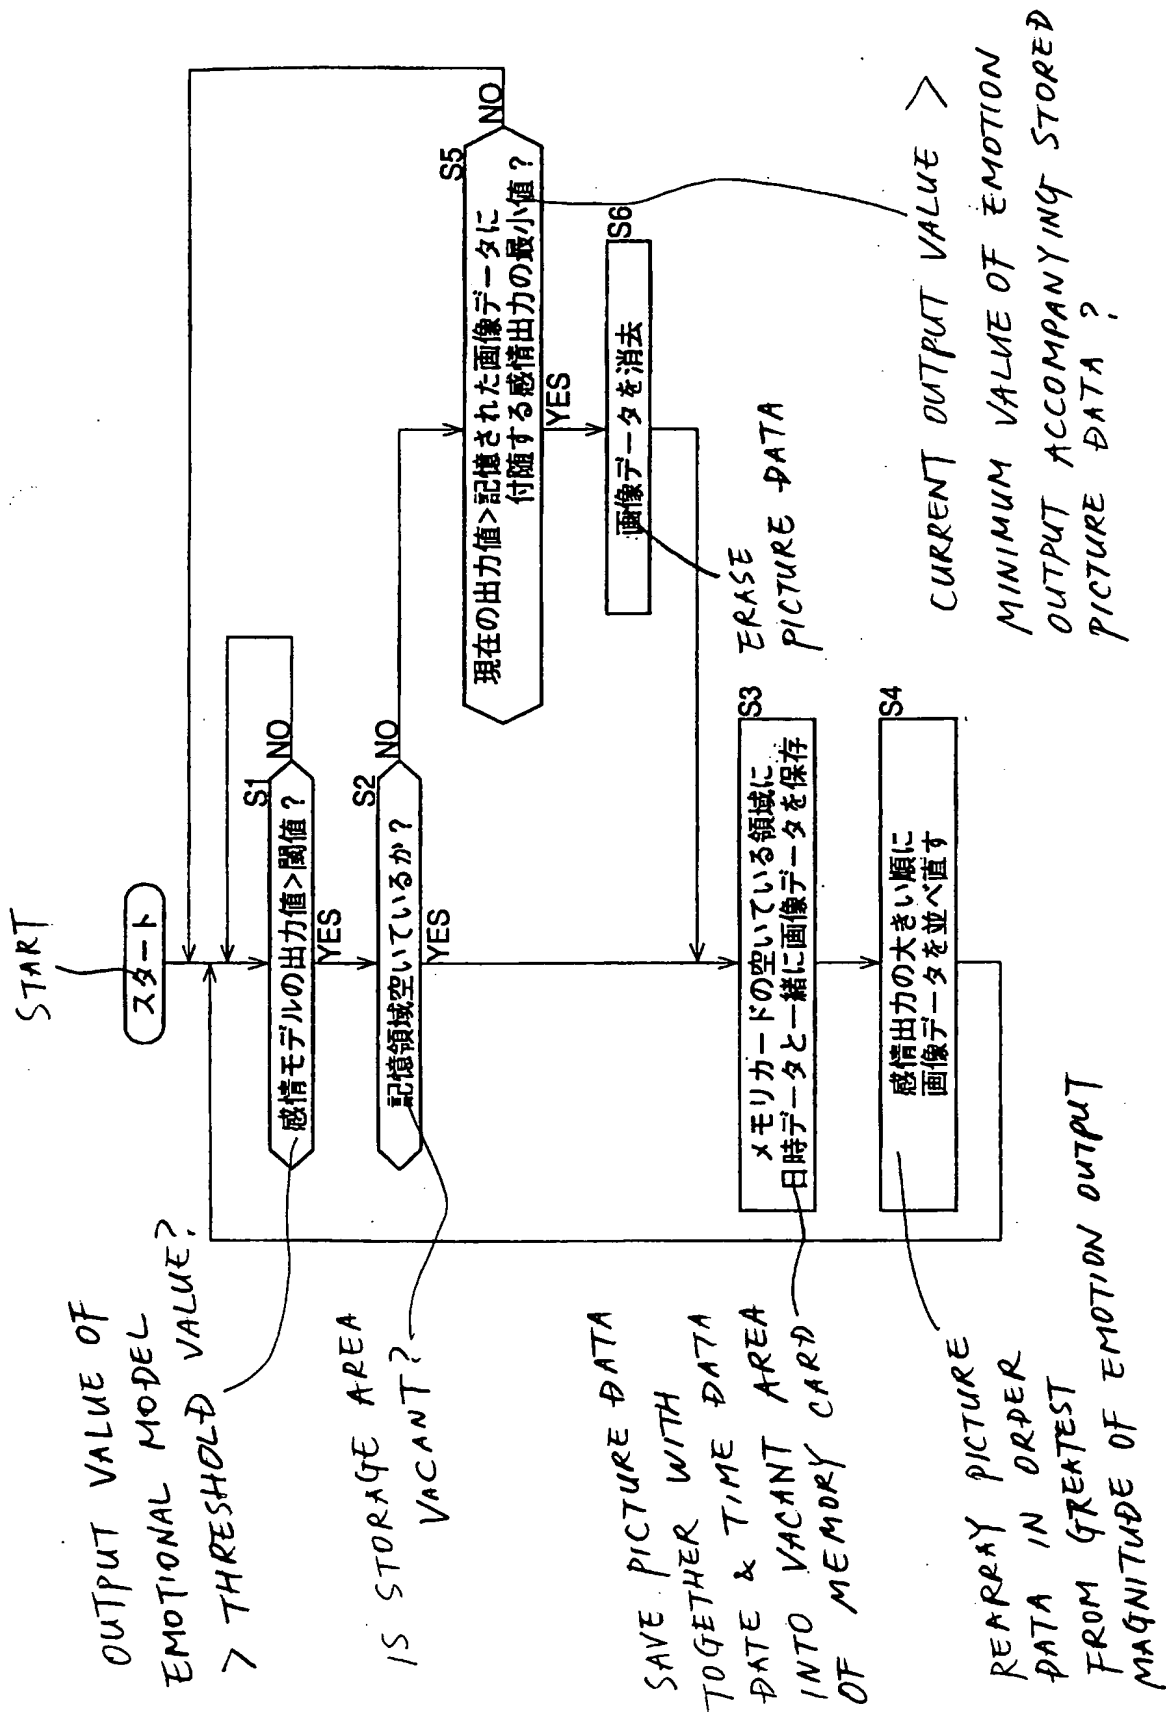 START
スタート
OUTPUT VALUE OF
EMOTIONAL MODEL
> THRESHOLD VALUE?
S1
感情モデルの出力値>閾値?
NO
YES
IS STORAGE AREA
VACANT?
S2
記憶領域空いているか?
NO
YES
S5
現在の出力値>記憶された画像データに
付随する感情出力の最小値?
NO
YES
S6
画像データを消去
ERASE
PICTURE DATA
CURRENT OUTPUT VALUE >
MINIMUM VALUE OF EMOTION
OUTPUT ACCOMPANYING STORED
PICTURE DATA?
SAVE PICTURE DATA
TOGETHER WITH
DATE & TIME DATA
INTO VACANT AREA
OF MEMORY CARD
S3
メモリカードの空いている領域に
日時データと一緒に画像データを保存
S4
感情出力の大きい順に
画像データを並べ直す
REARRAY PICTURE
DATA IN ORDER
FROM GREATEST
MAGNITUDE OF EMOTION OUTPUT